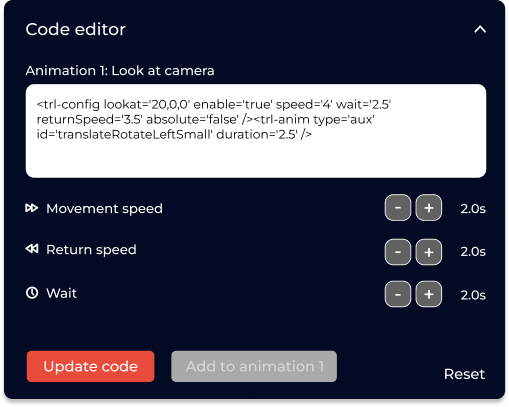 Code editor
Animation 1: Look at camera
<trl-config lookat='20,0,0' enable='true' speed='4' wait='2.5'
returnSpeed='3.5' absolute='false' /><trl-anim type='aux'
id='translateRotateLeftSmall' duration='2.5' />
Movement speed - + 2.0s
Return speed - + 2.0s
Wait - + 2.0s
Update code Add to animation 1 Reset